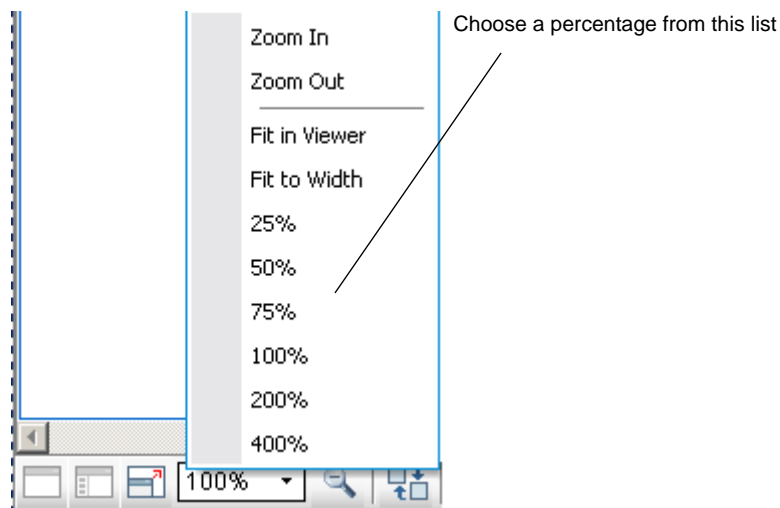 Choose a percentage from this list
Zoom In
Zoom Out
Fit in Viewer
Fit to Width
25%
50%
75%
100%
200%
400%
100%